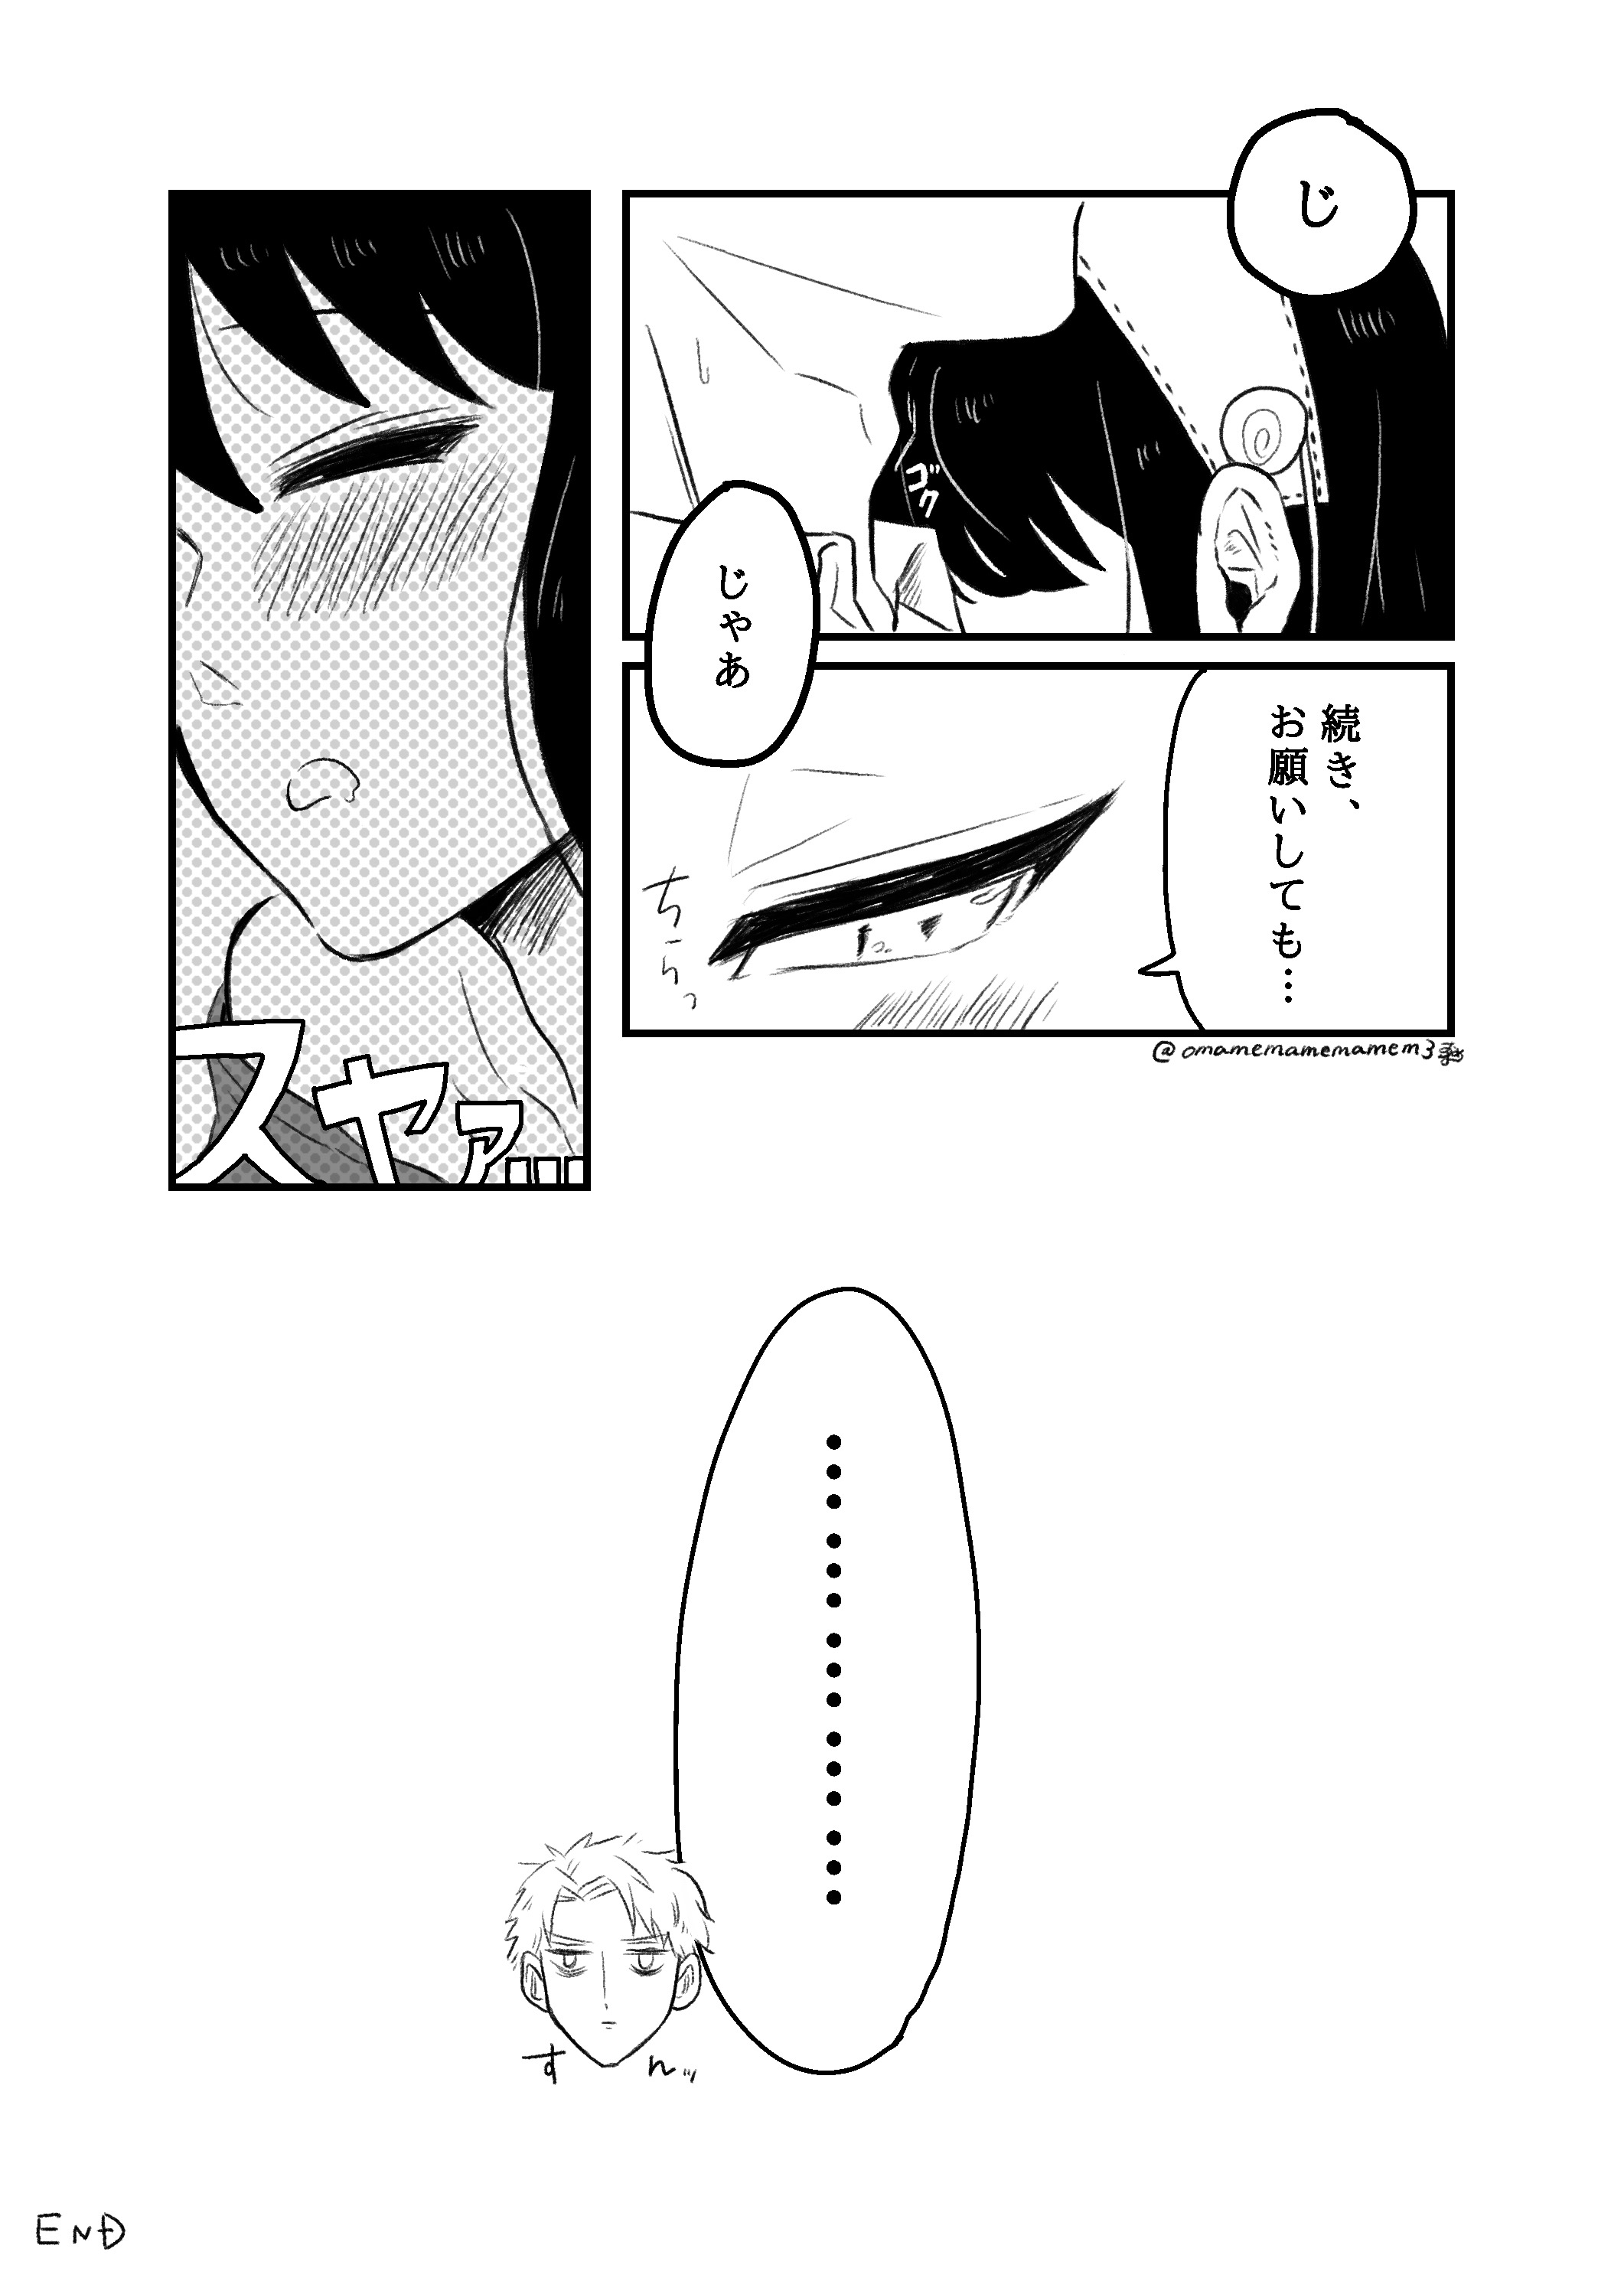 じ
ゴク
じゃあ
続き、
お願いしても…
ちらっ
@omamemamemamem3
スヤァ…
……………
すんッ
END